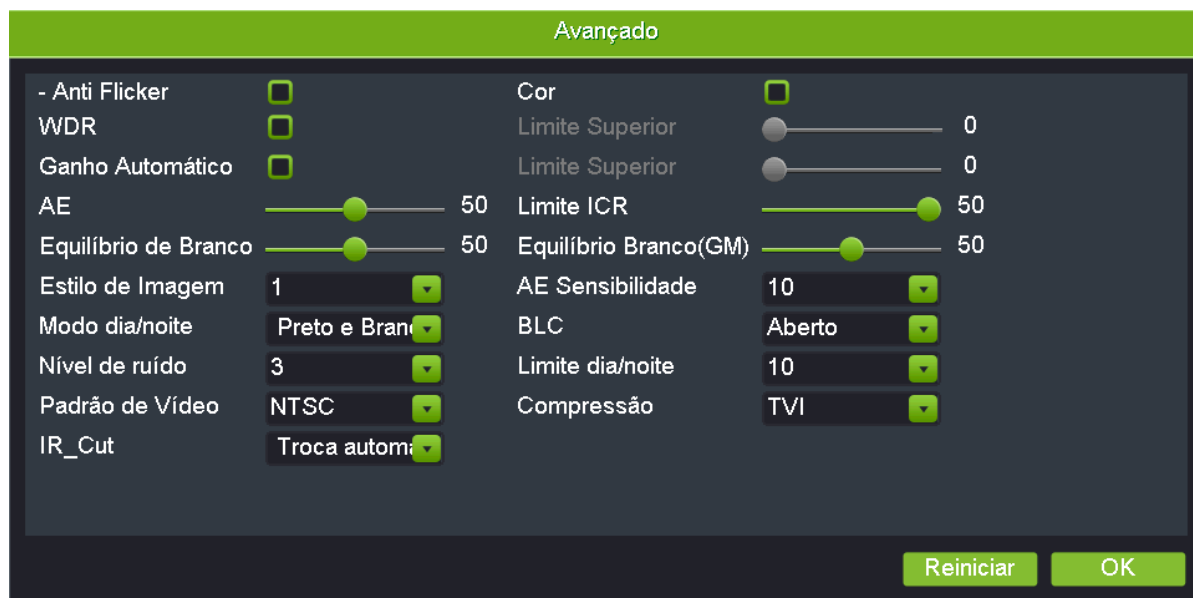 Avançado
- Anti Flicker Cor
WDR Limite Superior 0
Ganho Automático Limite Superior 0
AE 50 Limite ICR 50
Equilíbrio de Branco 50 Equilíbrio Branco(GM) 50
Estilo de Imagem 1 AE Sensibilidade 10
Modo dia/noite Preto e Bran BLC Aberto
Nível de ruído 3 Limite dia/noite 10
Padrão de Vídeo NTSC Compressão TVI
IR_Cut Troca automa
Reiniciar OK